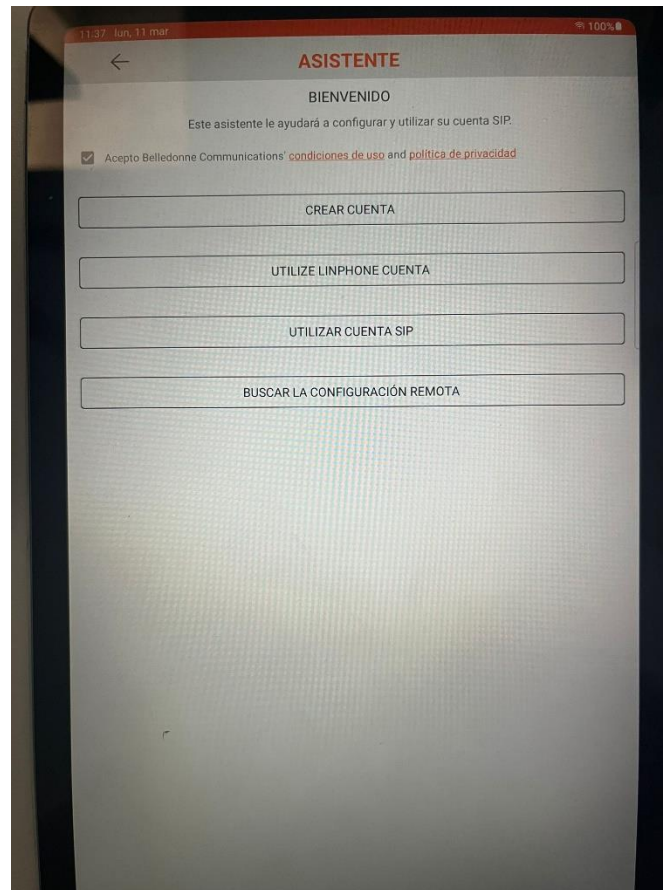 11:37 lun, 11 mar
100%
ASISTENTE
BIENVENIDO
Este asistente le ayudará a configurar y utilizar su cuenta SIP.
Acepto Belledonne Communications' condiciones de uso and política de privacidad
CREAR CUENTA
UTILIZE LINPHONE CUENTA
UTILIZAR CUENTA SIP
BUSCAR LA CONFIGURACIÓN REMOTA